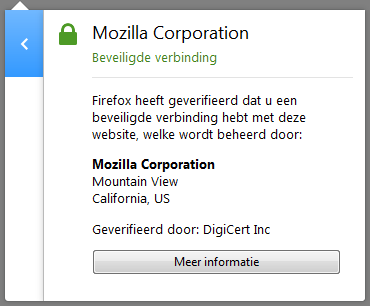 Mozilla Corporation
Beveiligde verbinding
Firefox heeft geverifieerd dat u een
beveiligde verbinding hebt met deze
website, welke wordt beheerd door:
Mozilla Corporation
Mountain View
California, US
Geverifieerd door: DigiCert Inc
Meer informatie